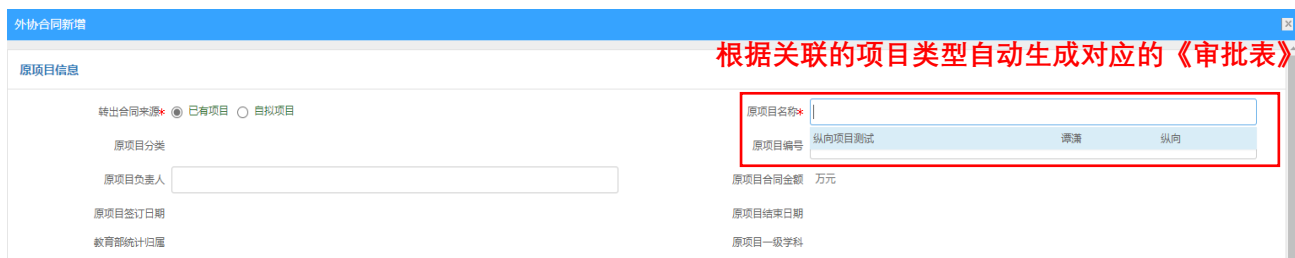 外协合同新增
根据关联的项目类型自动生成对应的《审批表》
原项目信息
转出合同来源* 已有项目 自拟项目
原项目名称*
纵向项目测试 谭潇 纵向
原项目分类
原项目编号
原项目负责人
原项目合同金额 万元
原项目签订日期
原项目结束日期
教育部统计归属
原项目一级学科